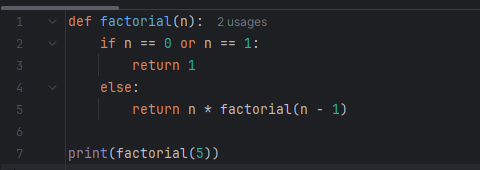 1 def factorial(n): 2 usages
2     if n == 0 or n == 1:
3         return 1
4     else:
5         return n * factorial(n - 1)
6
7 print(factorial(5))